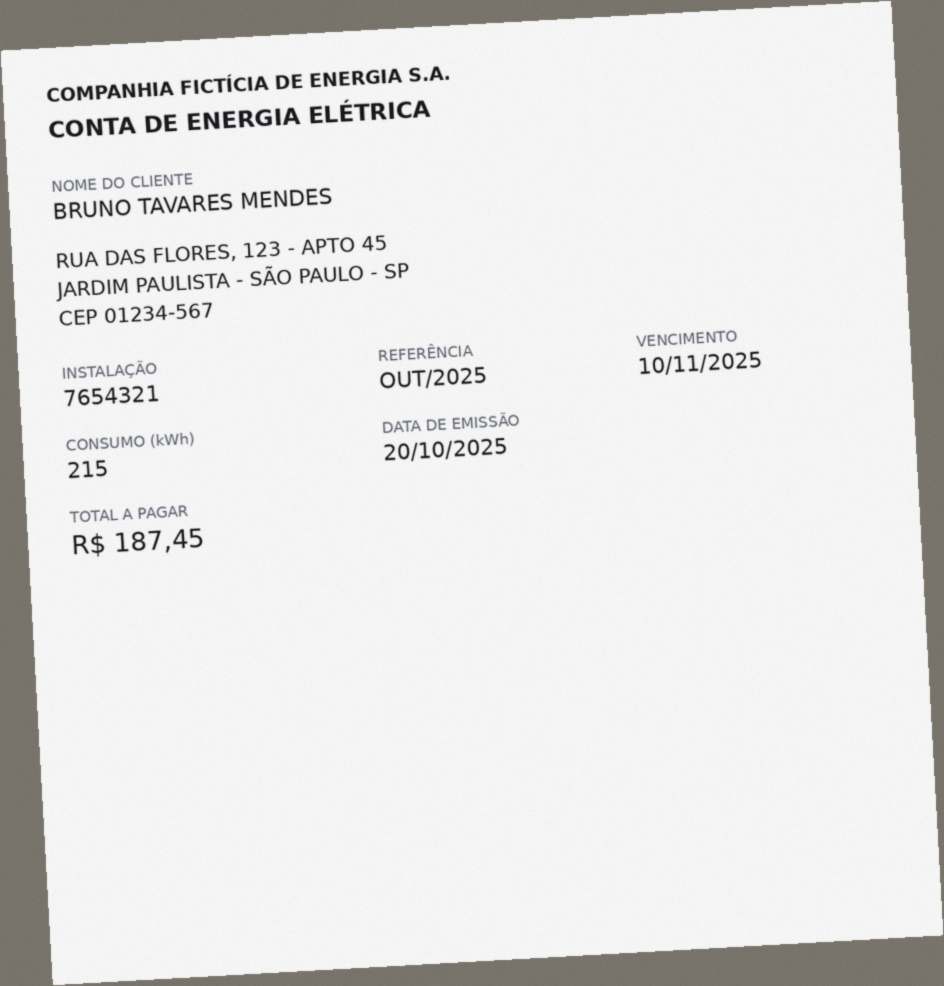 COMPANHIA FICTÍCIA DE ENERGIA S.A.
CONTA DE ENERGIA ELÉTRICA
NOME DO CLIENTE
BRUNO TAVARES MENDES
RUA DAS FLORES, 123 - APTO 45
JARDIM PAULISTA - SÃO PAULO - SP
CEP 01234-567
INSTALAÇÃO
7654321
REFERÊNCIA
OUT/2025
VENCIMENTO
10/11/2025
CONSUMO (kWh)
215
DATA DE EMISSÃO
20/10/2025
TOTAL A PAGAR
R$ 187,45